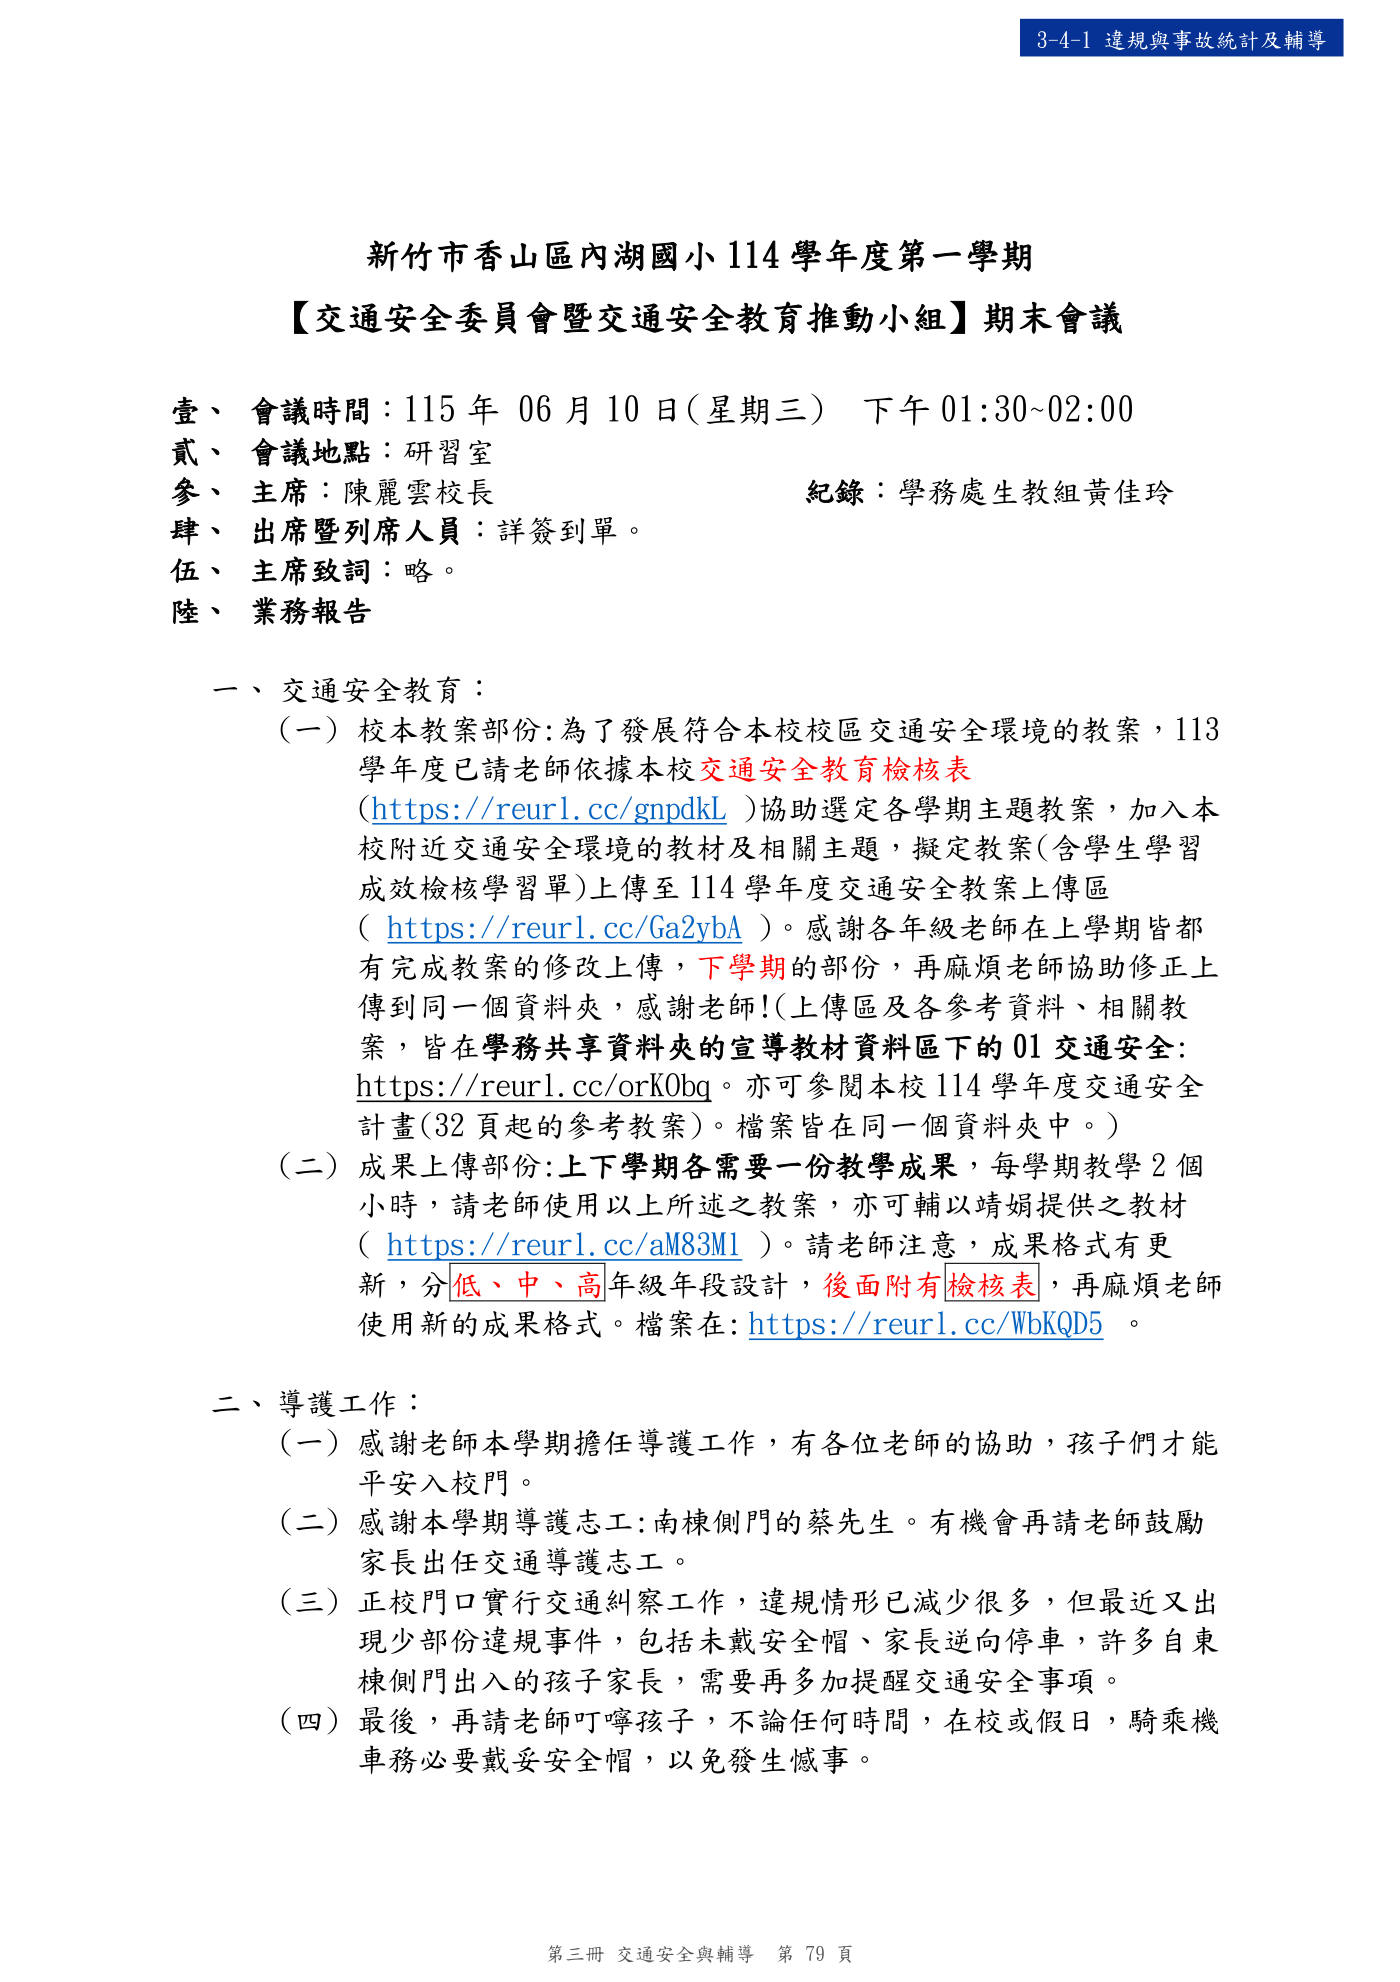 3-4-1 違規與事故統計及輔導
新竹市香山區內湖國小 114 學年度第一學期
【交通安全委員會暨交通安全教育推動小組】期末會議
壹、 會議時間：115 年 06 月 10 日(星期三) 下午 01:30~02:00
貳、 會議地點：研習室
參、 主席：陳麗雲校長 紀錄：學務處生教組黃佳玲
肆、 出席暨列席人員：詳簽到單。
伍、 主席致詞：略。
陸、 業務報告
一、 交通安全教育：
(一) 校本教案部份:為了發展符合本校校區交通安全環境的教案，113
學年度已請老師依據本校交通安全教育檢核表
(https://reurl.cc/gnpdkL )協助選定各學期主題教案，加入本
校附近交通安全環境的教材及相關主題，擬定教案(含學生學習
成效檢核學習單)上傳至 114 學年度交通安全教案上傳區
( https://reurl.cc/Ga2ybA )。感謝各年級老師在上學期皆都
有完成教案的修改上傳，下學期的部份，再麻煩老師協助修正上
傳到同一個資料夾，感謝老師!(上傳區及各參考資料、相關教
案，皆在學務共享資料夾的宣導教材資料區下的 01 交通安全:
https://reurl.cc/orKObq。亦可參閱本校 114 學年度交通安全
計畫(32 頁起的參考教案)。檔案皆在同一個資料夾中。)
(二) 成果上傳部份:上下學期各需要一份教學成果，每學期教學 2 個
小時，請老師使用以上所述之教案，亦可輔以靖娟提供之教材
( https://reurl.cc/aM83M1 )。請老師注意，成果格式有更
新，分低、中、高年級年段設計，後面附有檢核表，再麻煩老師
使用新的成果格式。檔案在: https://reurl.cc/WbKQD5 。
二、 導護工作：
(一) 感謝老師本學期擔任導護工作，有各位老師的協助，孩子們才能
平安入校門。
(二) 感謝本學期導護志工:南棟側門的蔡先生。有機會再請老師鼓勵
家長出任交通導護志工。
(三) 正校門口實行交通糾察工作，違規情形已減少很多，但最近又出
現少部份違規事件，包括未戴安全帽、家長逆向停車，許多自東
棟側門出入的孩子家長，需要再多加提醒交通安全事項。
(四) 最後，再請老師叮嚀孩子，不論任何時間，在校或假日，騎乘機
車務必要戴妥安全帽，以免發生憾事。
第三冊 交通安全與輔導 第 79 頁